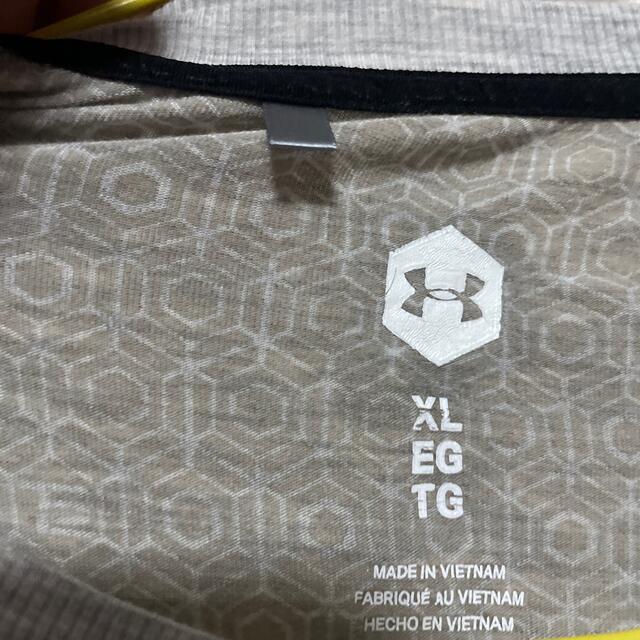 XL
EG
TG
MADE IN VIETNAM
FABRIQUÉ AU VIETNAM
HECHO EN VIETNAM